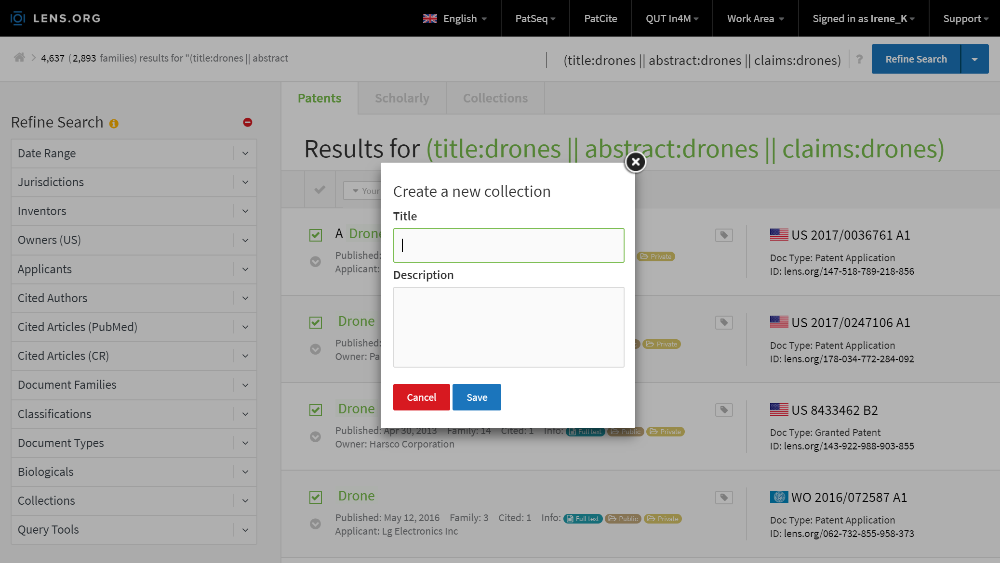 LENS.ORG
English
PatSeq
PatCite
QUT In4M
Work Area
Signed in as Irene_K
Support
4,637 ( 2,893 families) results for "(title:drones || abstract
(title:drones || abstract:drones || claims:drones)
?
Refine Search
Patents
Scholarly
Collections
Refine Search
Date Range
Jurisdictions
Inventors
Owners (US)
Applicants
Cited Authors
Cited Articles (PubMed)
Cited Articles (CR)
Document Families
Classifications
Document Types
Biologicals
Collections
Query Tools
Results for (title:drones || abstract:drones || claims:drones)
Your
Create a new collection
Title
Description
Cancel
Save
A Drone
Published:
Private
Applicant:
US 2017/0036761 A1
Doc Type: Patent Application
ID: lens.org/147-518-789-218-856
Drone
Published:
Private
Owner: Pa
US 2017/0247106 A1
Doc Type: Patent Application
ID: lens.org/178-034-772-284-092
Drone
Published: Apr 30, 2013 Family: 14 Cited: 1 Info: Full text Public Private
Owner: Harsco Corporation
US 8433462 B2
Doc Type: Granted Patent
ID: lens.org/143-922-988-903-855
Drone
Published: May 12, 2016 Family: 3 Cited: 1 Info: Full text Public Private
Applicant: Lg Electronics Inc
WO 2016/072587 A1
Doc Type: Patent Application
ID: lens.org/062-732-855-958-373